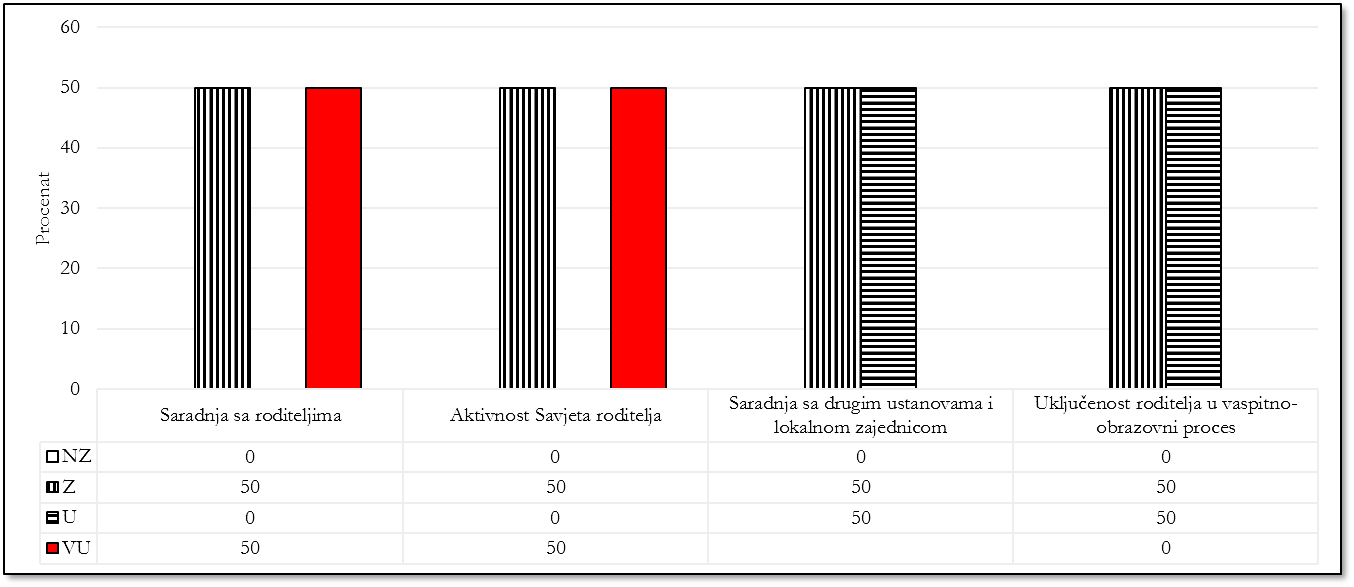 60
50
40
30
20
10
0
Procenat
Saradnja sa roditeljima
Aktivnost Savjeta roditelja
Saradnja sa drugim ustanovama i
lokalnom zajednicom
Uključenost roditelja u vaspitno-
obrazovni proces
NZ 0 0 0 0
Z 50 50 50 50
U 0 0 50 50
VU 50 50 0